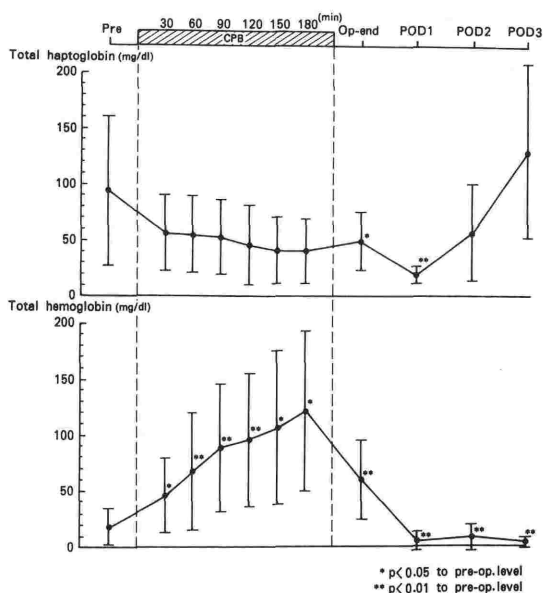 Pre 30 60 90 120 150 180 (min) Op-end POD1 POD2 POD3
CPB
Total haptoglobin (mg/dl)
200
150
100
50
0
*
**
Total hemoglobin (mg/dl)
200
150
100
50
0
* ** ** ** * * ** ** ** **
* p<0.05 to pre-op. level
** p<0.01 to pre-op. level